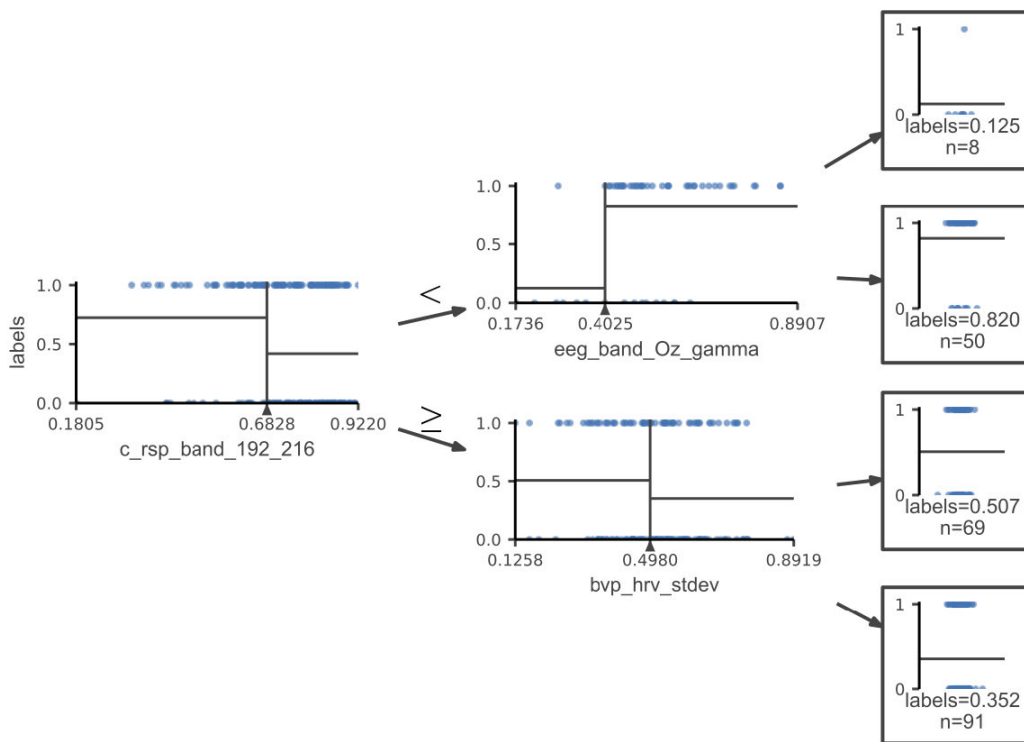 labels
1.0
0.5
0.0
0.1805
0.6828
0.9220
c_rsp_band_192_216
<
≥
1.0
0.5
0.0
0.1736
0.4025
0.8907
eeg_band_Oz_gamma
1.0
0.5
0.0
0.1258
0.4980
0.8919
bvp_hrv_stdev
1
0
labels=0.125
n=8
1
0
labels=0.820
n=50
1
0
labels=0.507
n=69
1
0
labels=0.352
n=91